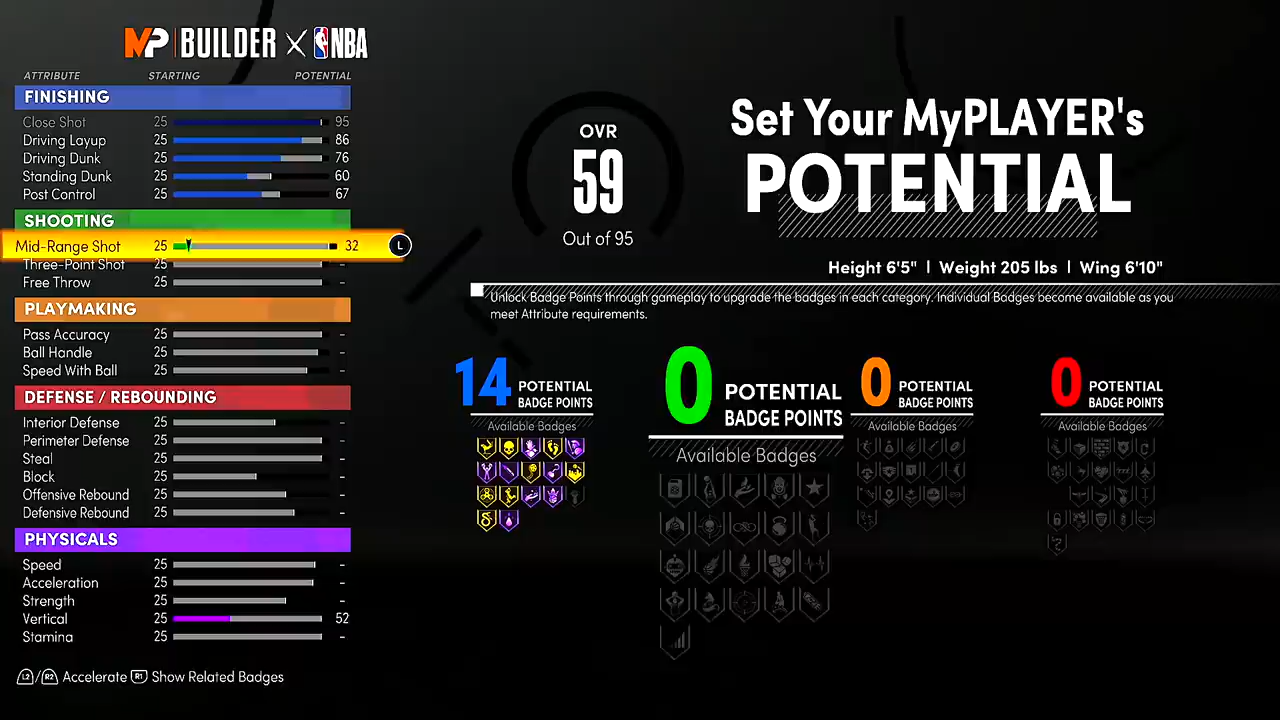 MP | BUILDER X NBA
ATTRIBUTE STARTING POTENTIAL
FINISHING
Close Shot 25 95
Driving Layup 25 86
Driving Dunk 25 76
Standing Dunk 25 60
Post Control 25 67
SHOOTING
Mid-Range Shot 25 32 L
Three-Point Shot 25 -
Free Throw 25 -
PLAYMAKING
Pass Accuracy 25 -
Ball Handle 25 -
Speed With Ball 25 -
DEFENSE / REBOUNDING
Interior Defense 25 -
Perimeter Defense 25 -
Steal 25 -
Block 25 -
Offensive Rebound 25 -
Defensive Rebound 25 -
PHYSICALS
Speed 25 -
Acceleration 25 -
Strength 25 -
Vertical 25 52
Stamina 25 -
L2/R2 Accelerate R1 Show Related Badges
OVR
59
Out of 95
Set Your MyPLAYER's
POTENTIAL
Height 6'5" | Weight 205 lbs | Wing 6'10"
Unlock Badge Points through gameplay to upgrade the badges in each category. Individual Badges become available as you
meet Attribute requirements.
14 POTENTIAL
BADGE POINTS
Available Badges
0 POTENTIAL
BADGE POINTS
Available Badges
0 POTENTIAL
BADGE POINTS
Available Badges
0 POTENTIAL
BADGE POINTS
Available Badges